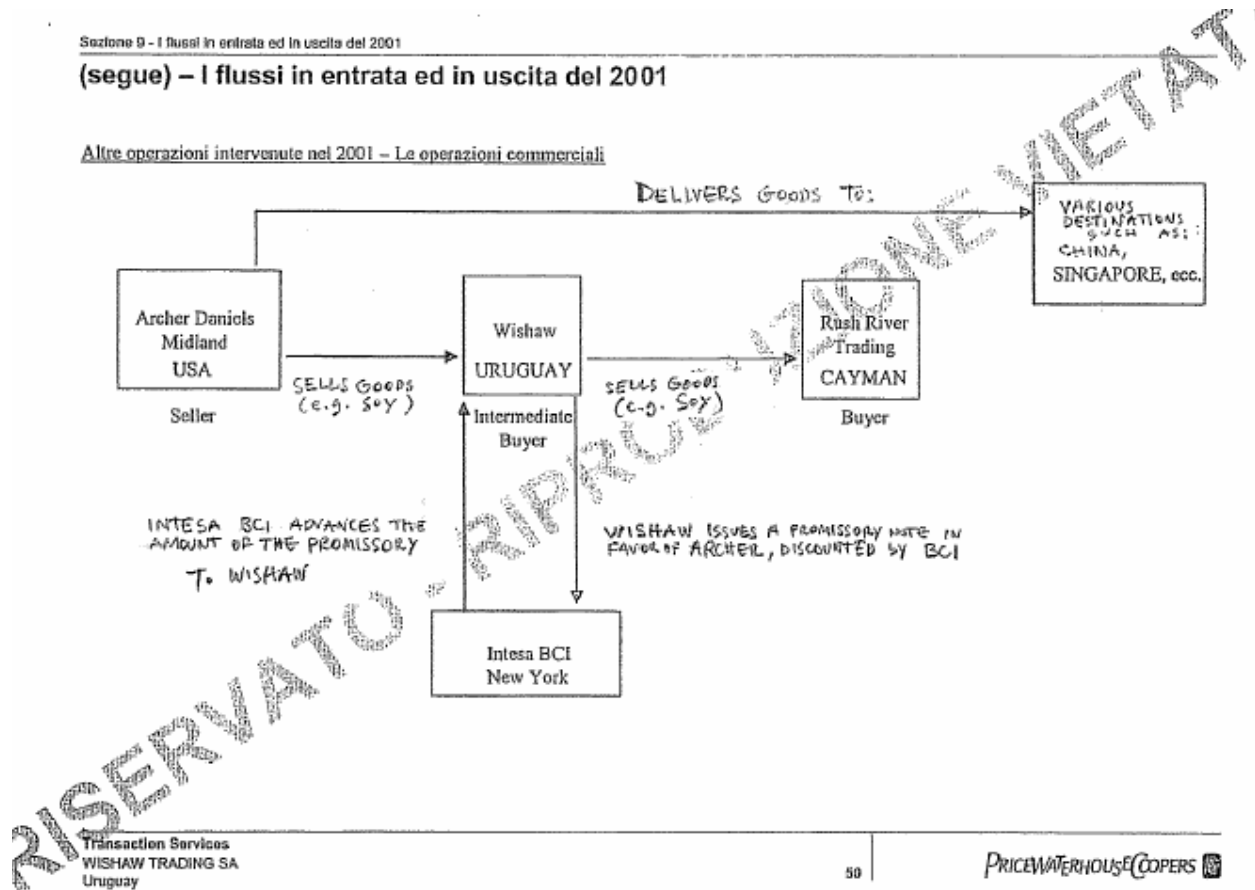 Sezione 9 - I flussi in entrata ed in uscita del 2001
(segue) – I flussi in entrata ed in uscita del 2001
Altre operazioni intervenute nel 2001 – Le operazioni commerciali
DELIVERS GOODS TO:
VARIOUS
DESTINATIONS
SUCH AS:
CHINA,
SINGAPORE, ecc.
Archer Daniels
Midland
USA
Seller
SELLS GOODS
(e.g. SOY)
Wishaw
URUGUAY
Intermediate
Buyer
SELLS GOODS
(e.g. SOY)
Rush River
Trading
CAYMAN
Buyer
INTESA BCI ADVANCES THE
AMOUNT OF THE PROMISSORY
TO WISHAW
WISHAW ISSUES A PROMISSORY NOTE IN
FAVOR OF ARCHER, DISCOUNTED BY BCI
Intesa BCI
New York
RISERVATO - RIPRODUZIONE VIETAT
Transaction Services
WISHAW TRADING SA
Uruguay
50
PRICEWATERHOUSECOOPERS